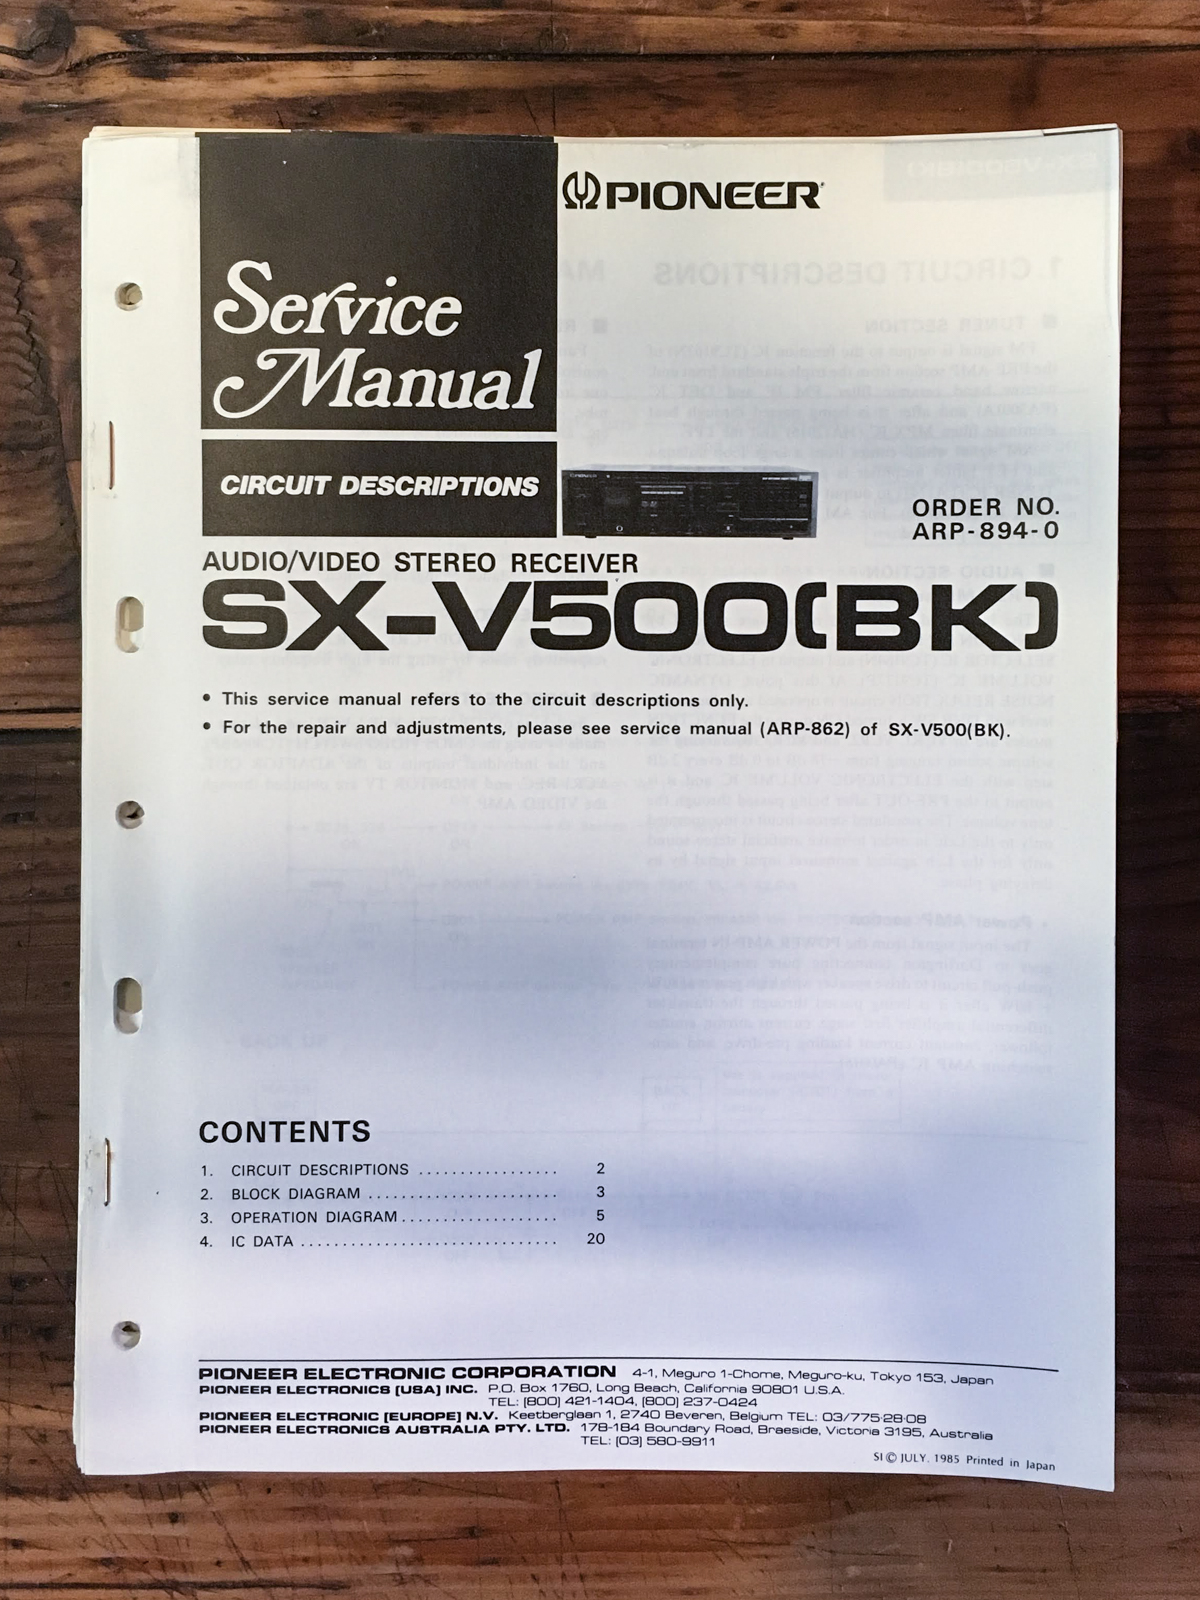 PIONEER
Service
Manual
CIRCUIT DESCRIPTIONS
ORDER NO.
ARP-894-0
AUDIO/VIDEO STEREO RECEIVER
SX-V500(BK)
• This service manual refers to the circuit descriptions only.
• For the repair and adjustments, please see service manual (ARP-862) of SX-V500(BK).
CONTENTS
1. CIRCUIT DESCRIPTIONS ................. 2
2. BLOCK DIAGRAM ....................... 3
3. OPERATION DIAGRAM ................... 5
4. IC DATA ............................... 20
PIONEER ELECTRONIC CORPORATION 4-1, Meguro 1-Chome, Meguro-ku, Tokyo 153, Japan
PIONEER ELECTRONICS [USA] INC. P.O. Box 1760, Long Beach, California 90801 U.S.A.
TEL: [800] 421-1404, [800] 237-0424
PIONEER ELECTRONIC [EUROPE] N.V. Keetberglaan 1, 2740 Beveren, Belgium TEL: 03/775·28·08
PIONEER ELECTRONICS AUSTRALIA PTY. LTD. 178-184 Boundary Road, Braeside, Victoria 3195, Australia
TEL: [03] 580-9911
SI © JULY. 1985 Printed in Japan